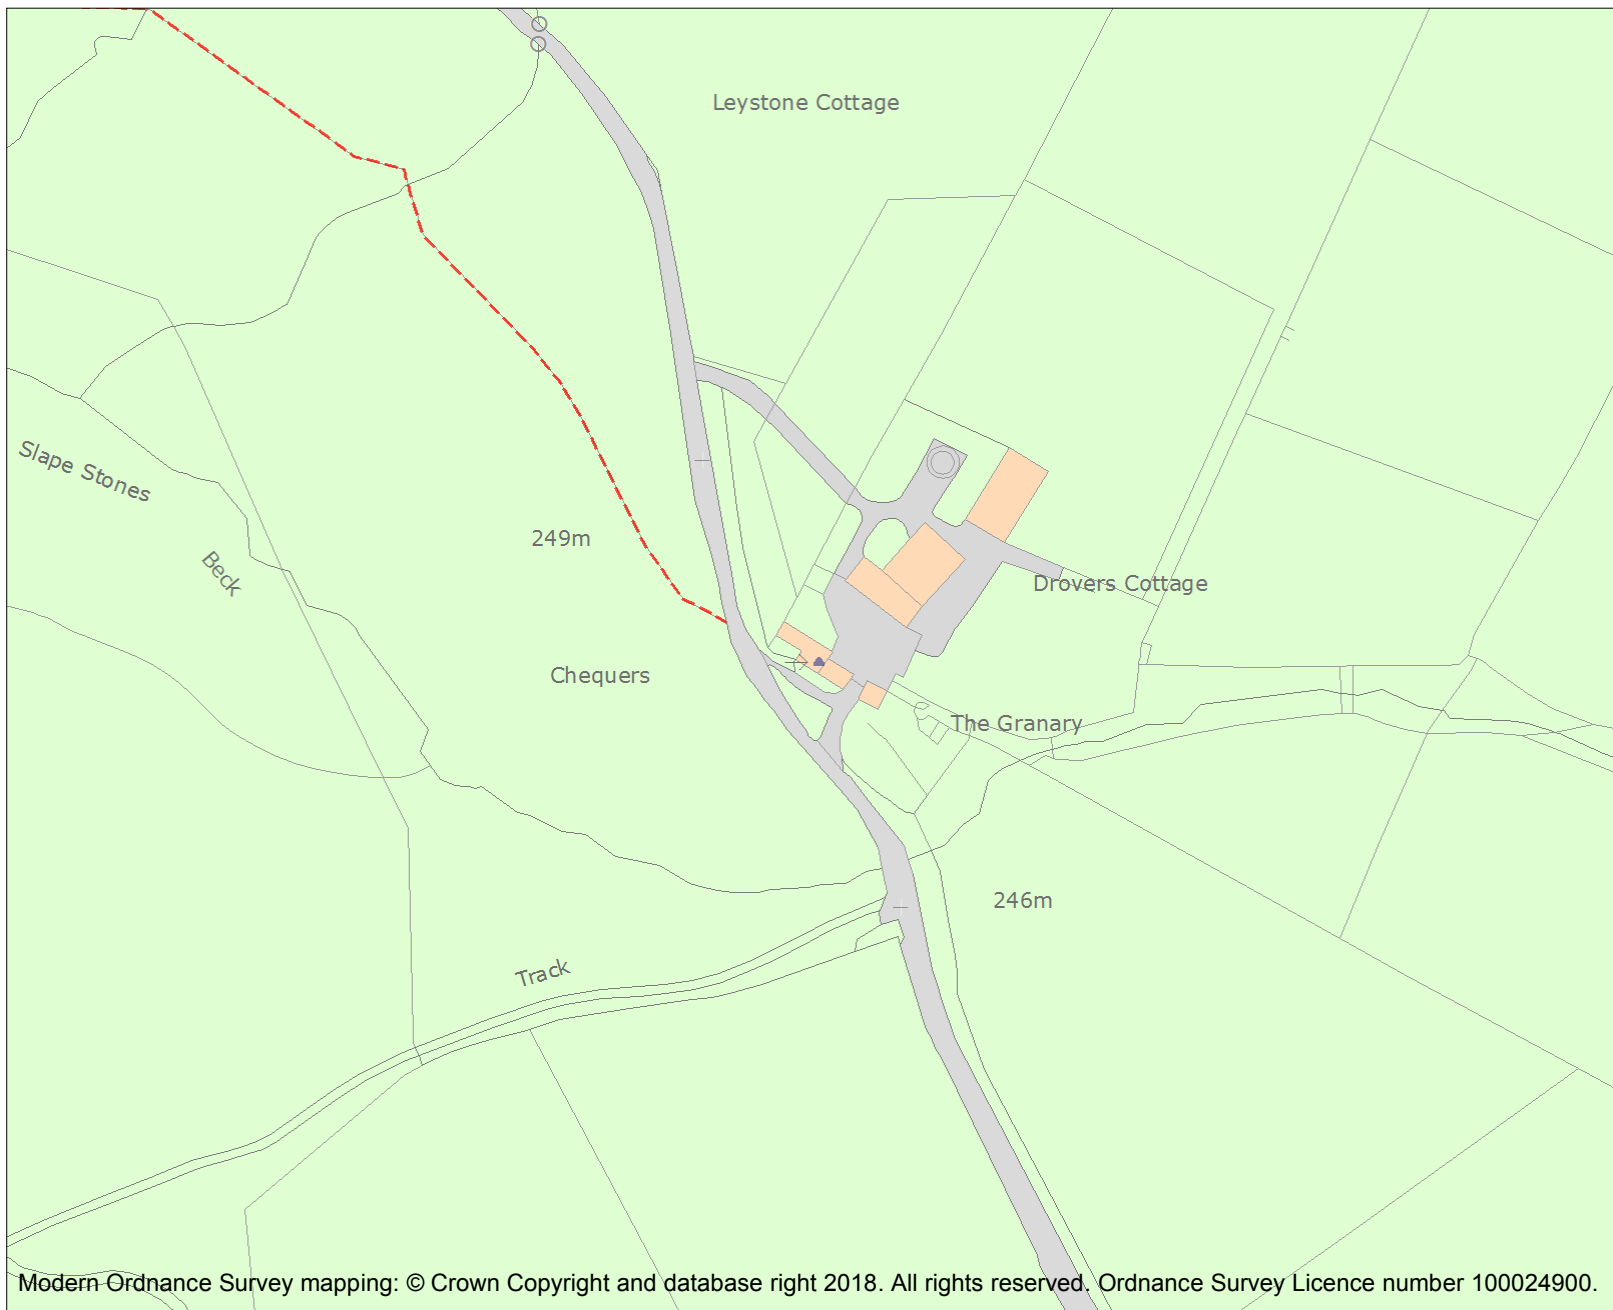 Leystone Cottage
Slape Stones
249m
Beck
Drovers Cottage
Chequers
The Granary
246m
Track
Modern Ordnance Survey mapping: © Crown Copyright and database right 2018. All rights reserved. Ordnance Survey Licence number 100024900.